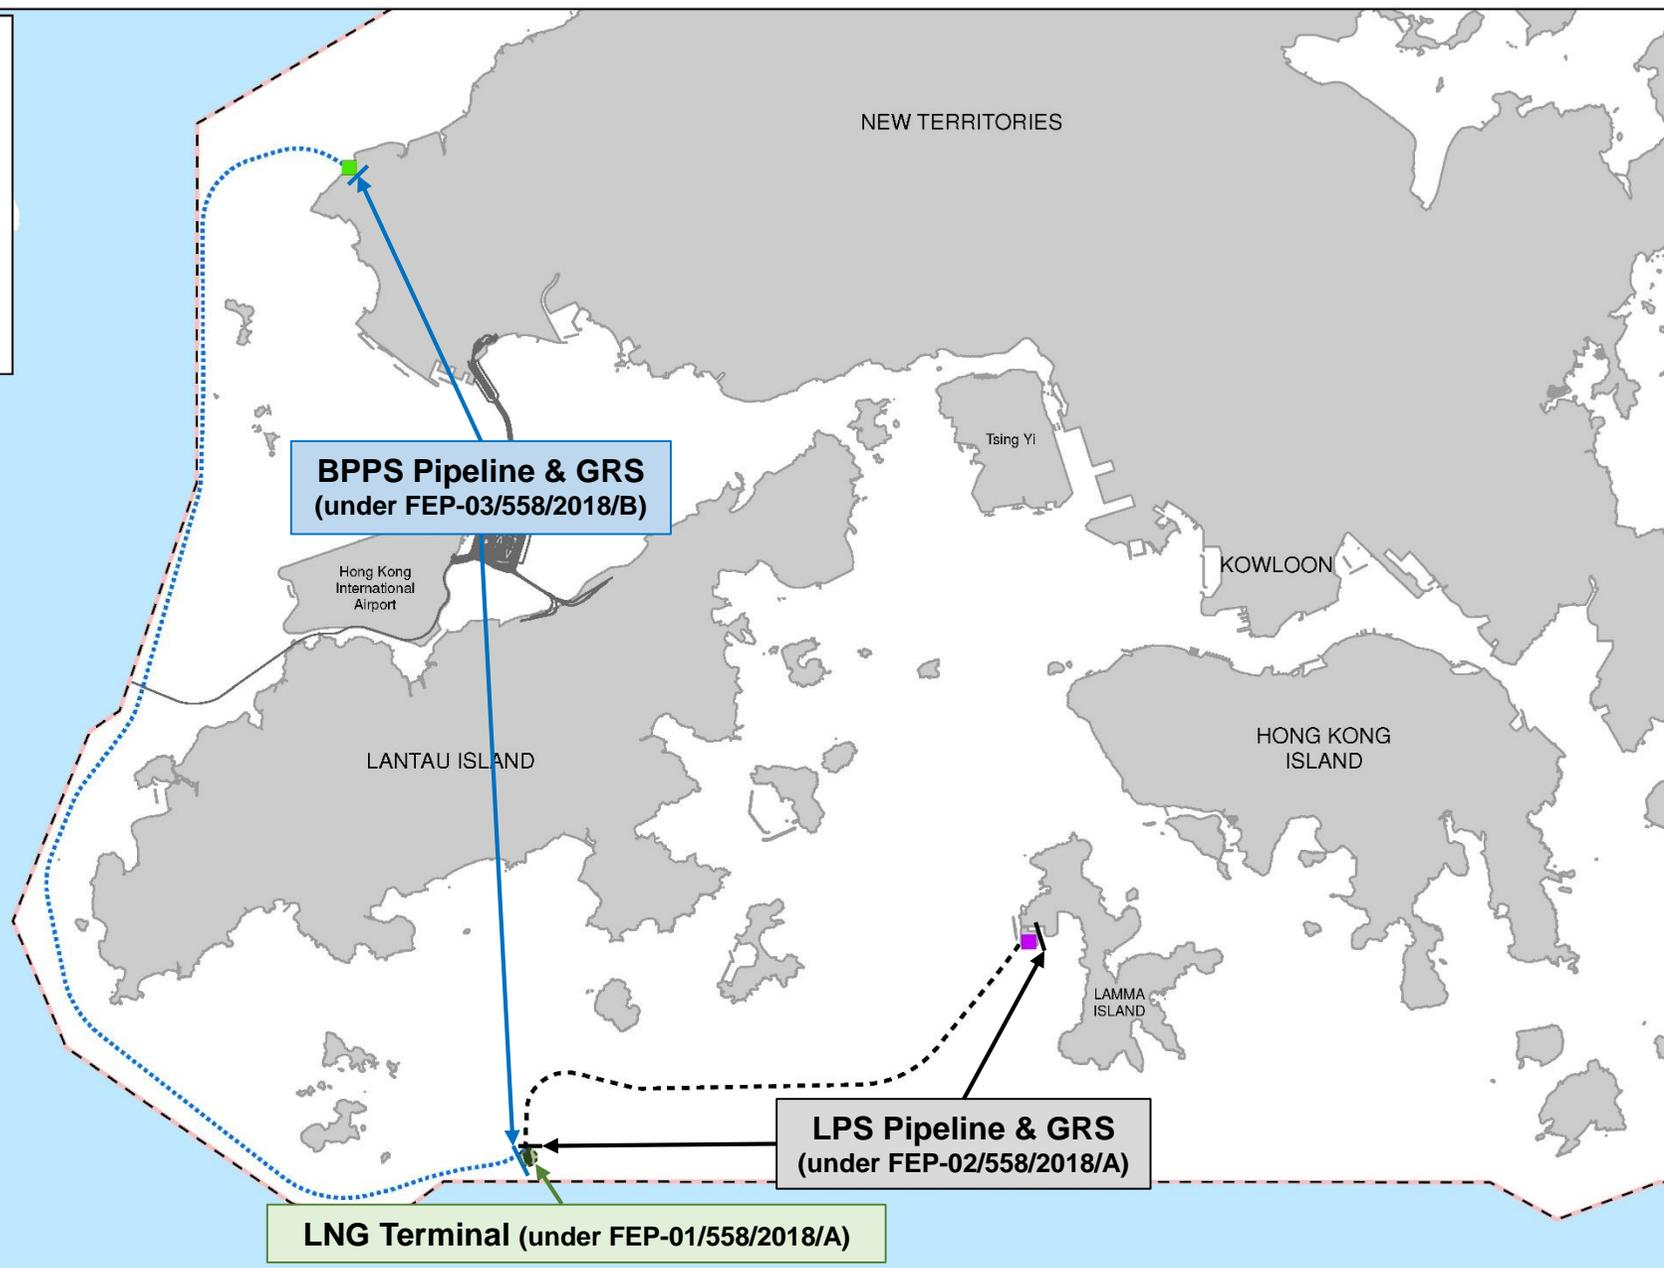 NEW TERRITORIES
Tsing Yi
BPPS Pipeline & GRS
(under FEP-03/558/2018/B)
KOWLOON
Hong Kong
International
Airport
HONG KONG
ISLAND
LANTAU ISLAND
LAMMA
ISLAND
LPS Pipeline & GRS
(under FEP-02/558/2018/A)
LNG Terminal (under FEP-01/558/2018/A)